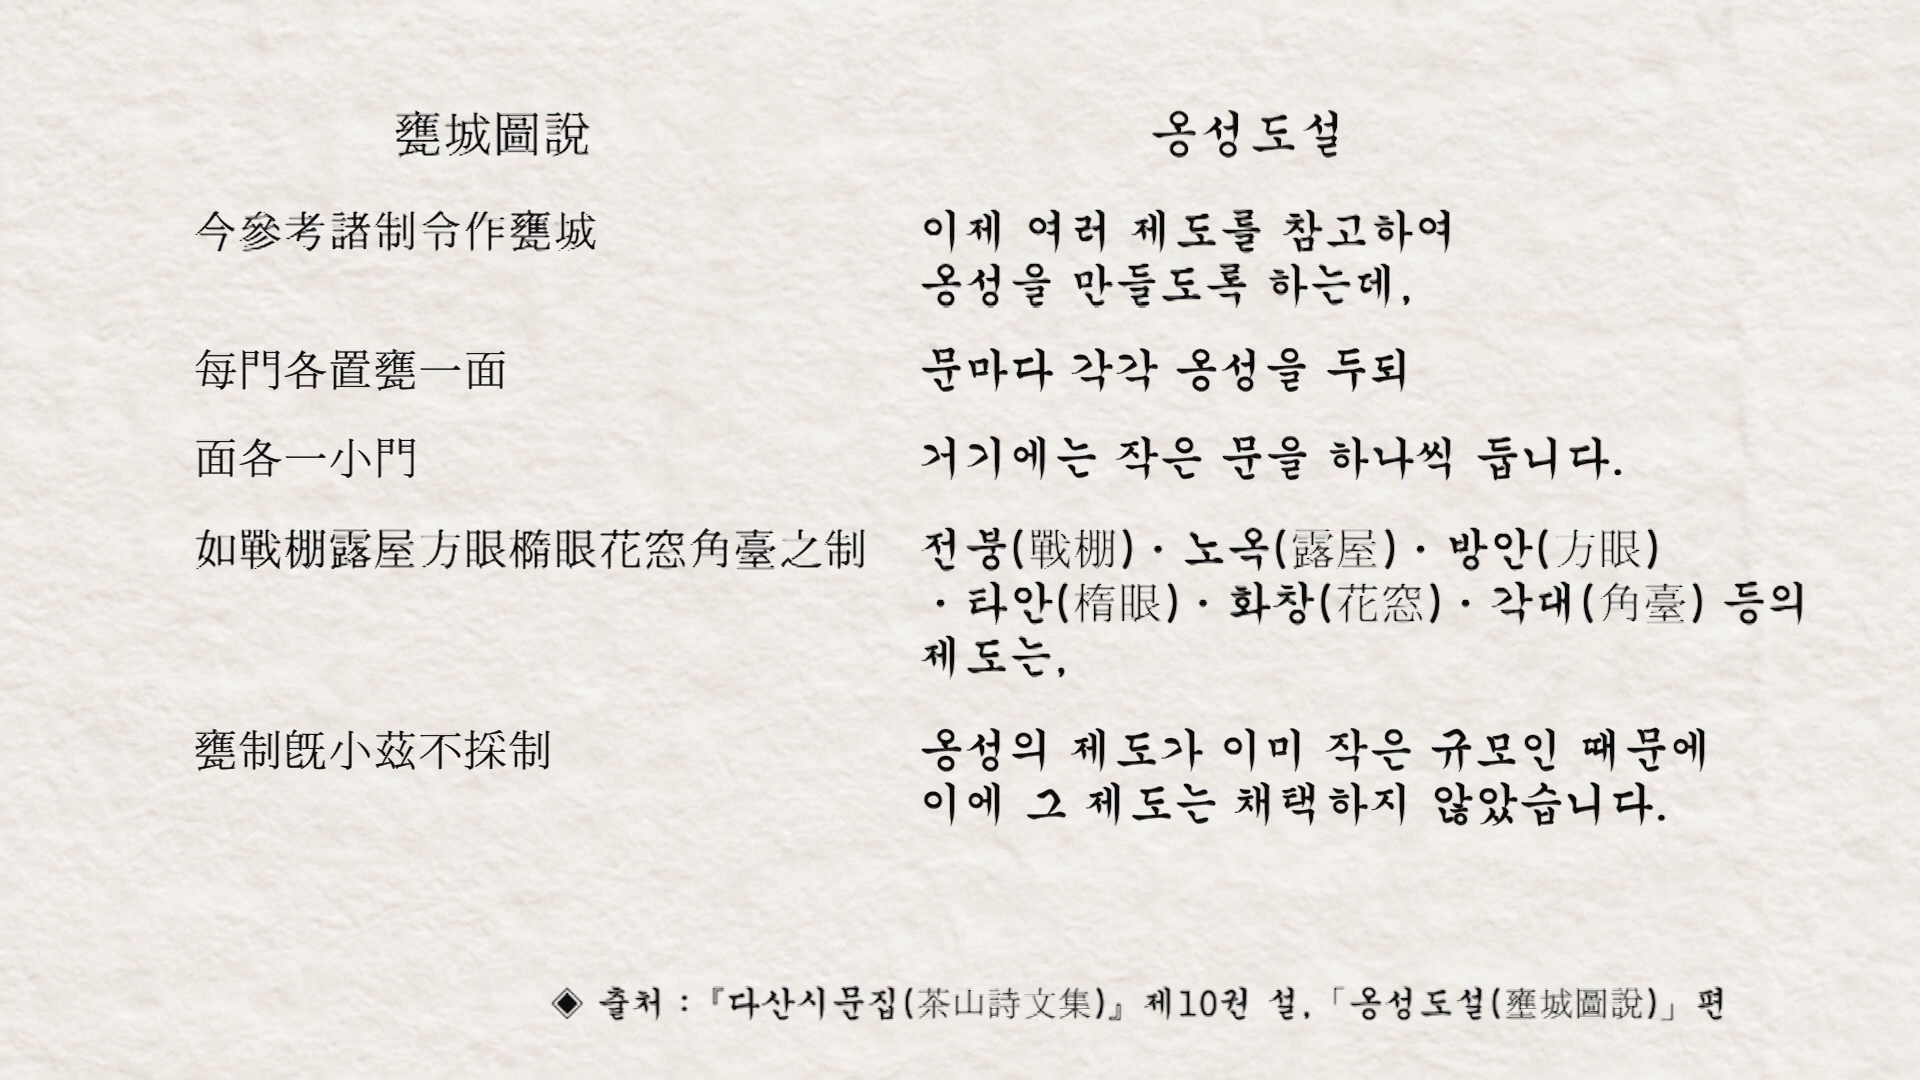 甕城圖說
옹성도설
今參考諸制令作甕城
이제 여러 제도를 참고하여
옹성을 만들도록 하는데,
每門各置甕一面
문마다 각각 옹성을 두되
面各一小門
거기에는 작은 문을 하나씩 둡니다.
如戰棚露屋方眼橢眼花窓角臺之制
전붕(戰棚)·노옥(露屋)·방안(方眼)
·타안(楕眼)·화창(花窓)·각대(角臺) 등의
제도는,
甕制旣小茲不採制
옹성의 제도가 이미 작은 규모인 때문에
이에 그 제도는 채택하지 않았습니다.
◈ 출처 :『다산시문집(茶山詩文集)』제10권 설,「옹성도설(壅城圖說)」편